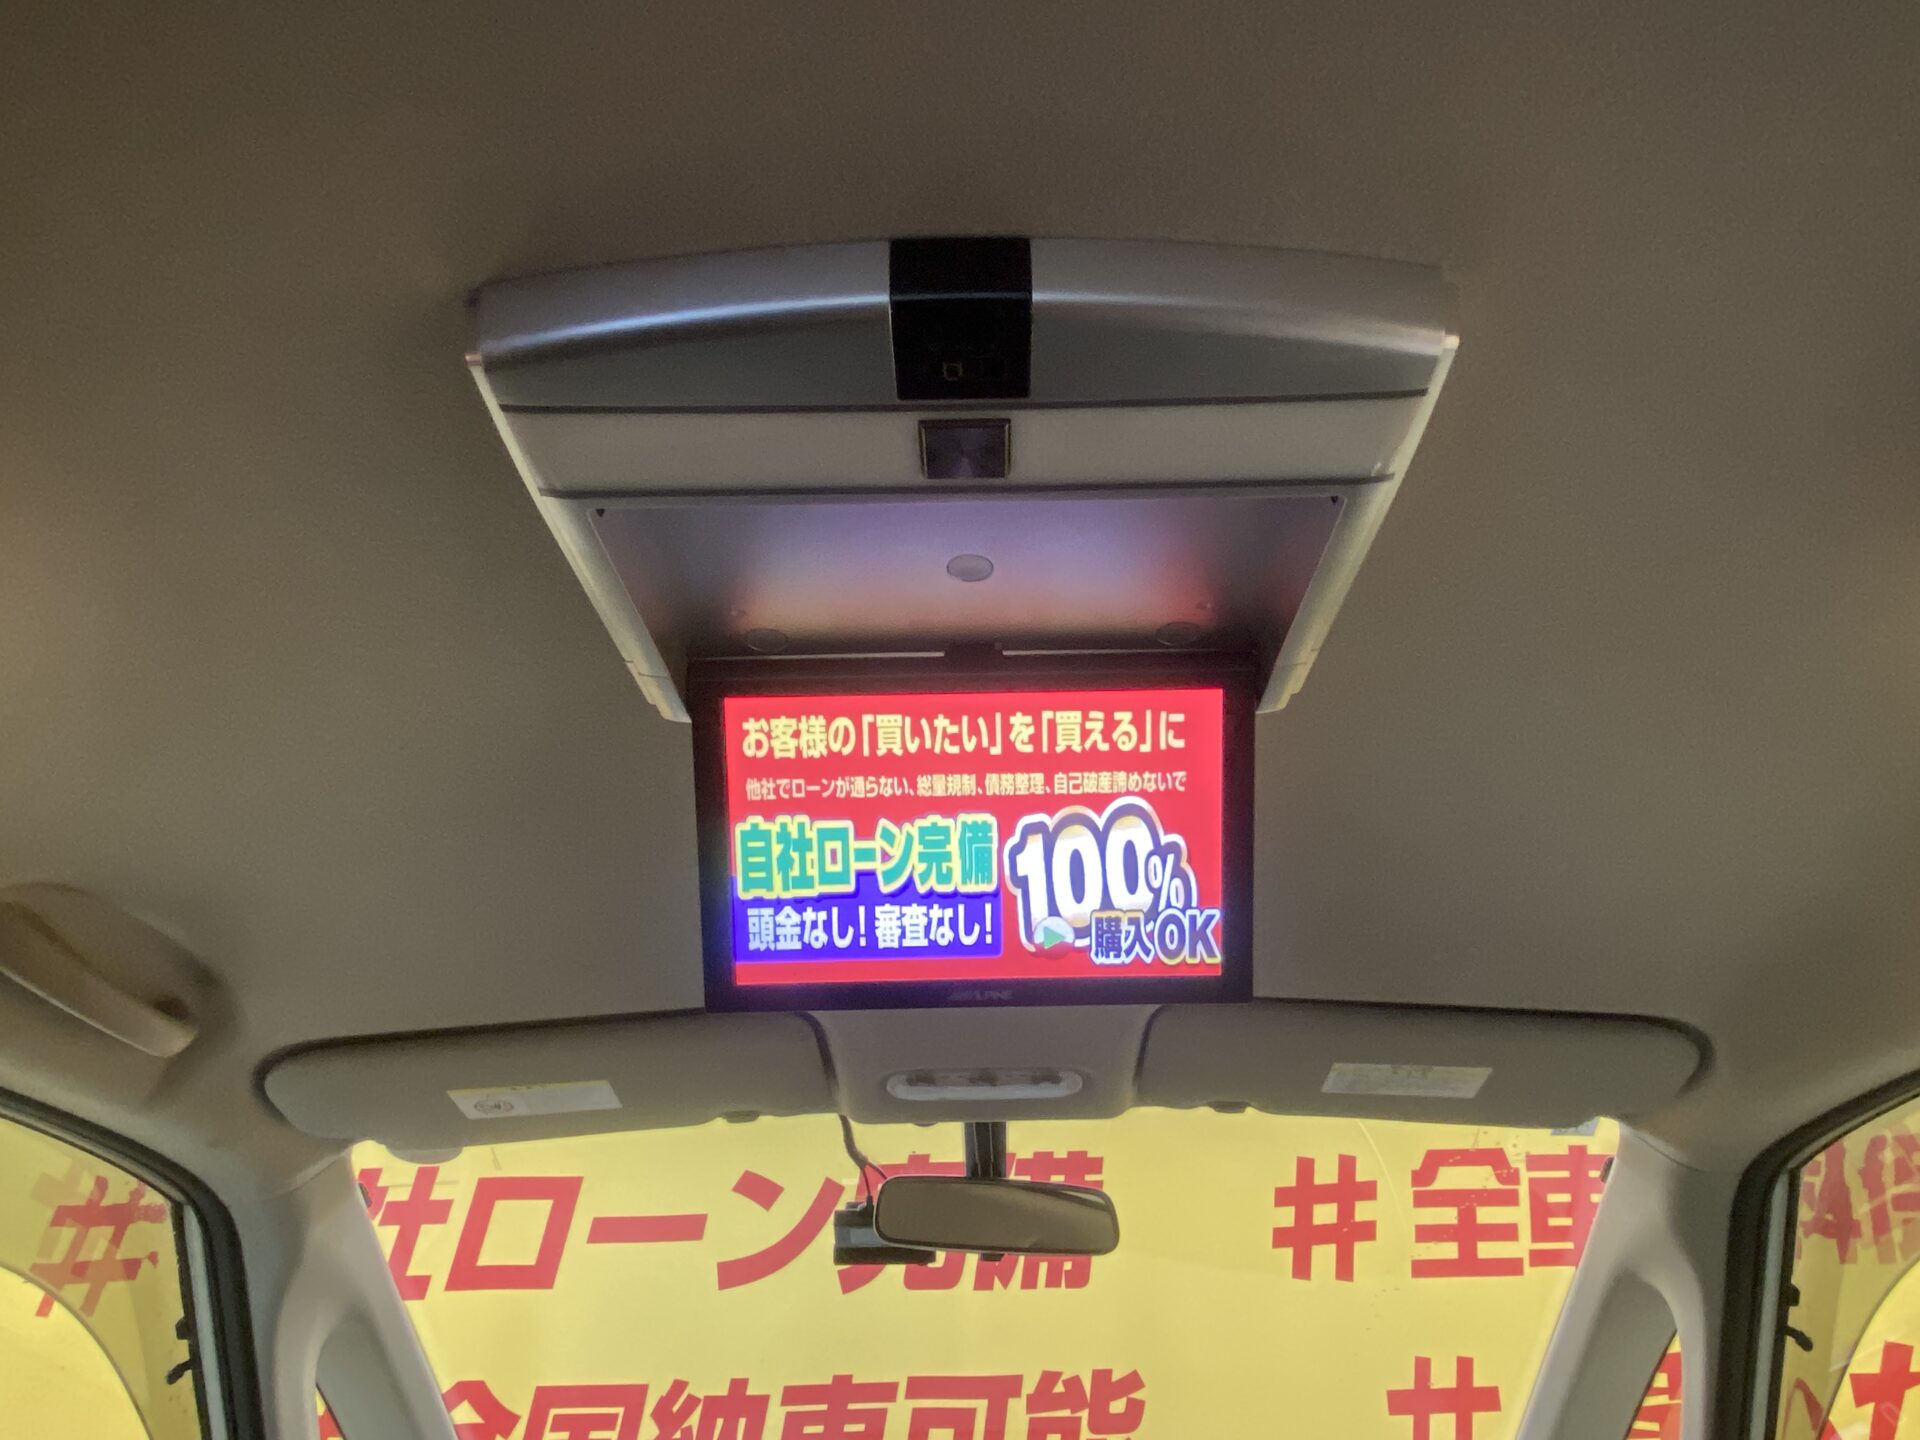 お客様の「買いたい」を「買える」に
他社でローンが通らない、総量規制、債務整理、自己破産諦めないで
自社ローン完備
100%
頭金なし！審査なし！
購入OK
ALPINE
#
社ローン完備
#全車
全国納車可能
#